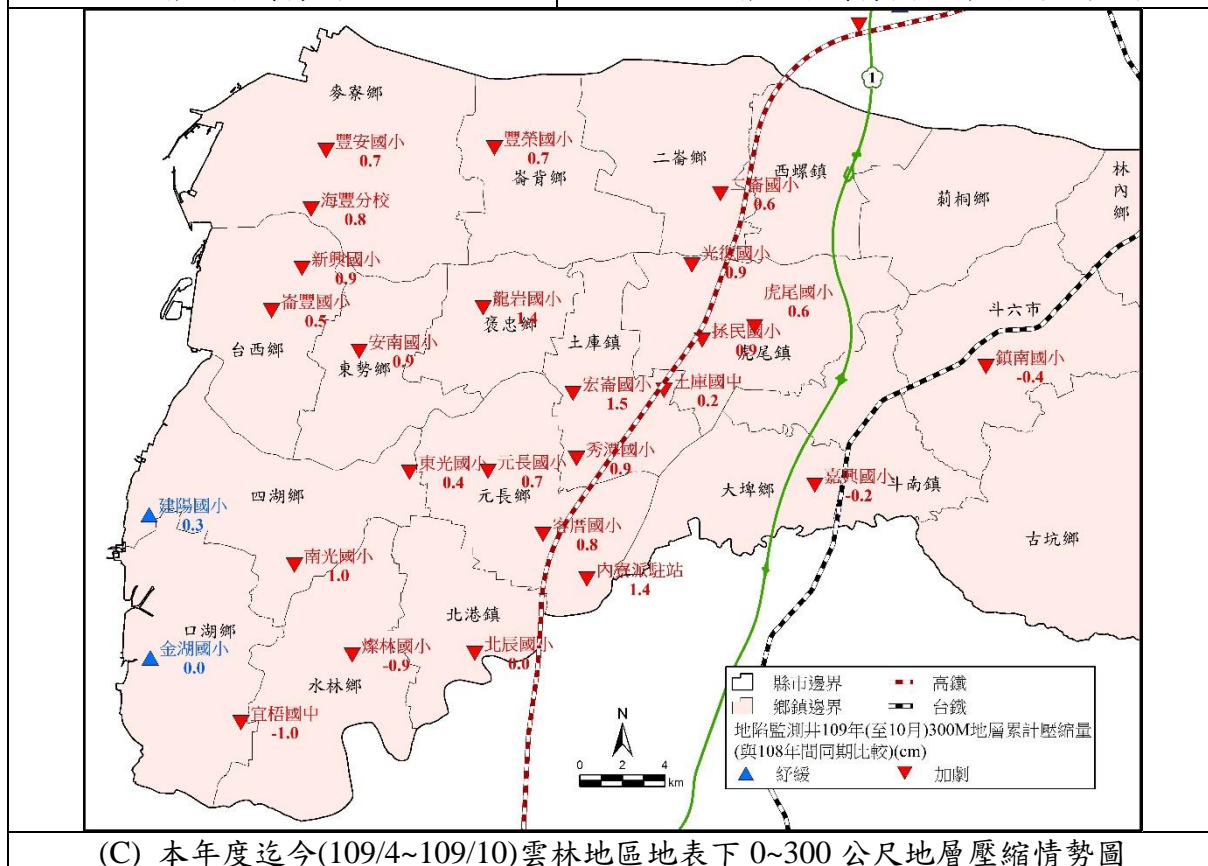 麥寮鄉
豐安國小
0.7
豐榮國小
0.7
崙背鄉
二崙鄉
西螺鎮
1
林內鄉
莿桐鄉
二崙國小
0.6
海豐分校
0.8
新興國小
0.9
光復國小
0.9
崙豐國小
0.5
龍岩國小
1.4
褒忠鄉
虎尾國小
0.6
斗六市
台西鄉
安南國小
0.9
東勢鄉
土庫鎮
拯民國小
0.9
虎尾鎮
鎮南國小
-0.4
宏崙國小
1.5
土庫國中
0.2
秀潭國小
0.9
東光國小
0.4
元長國小
0.7
元長鄉
四湖鄉
大埤鄉
嘉興國小
-0.2
斗南鎮
建陽國小
0.3
客厝國小
0.8
古坑鄉
南光國小
1.0
內寮派駐站
1.4
北港鎮
口湖鄉
金湖國小
0.0
燦林國小
-0.9
北辰國小
0.0
水林鄉
宜梧國中
-1.0
N
0 2 4
km
縣市邊界 高鐵
鄉鎮邊界 台鐵
地陷監測井109年(至10月)300M地層累計壓縮量
(與108年間同期比較)(cm)
紓緩 加劇
(C) 本年度迄今(109/4~109/10)雲林地區地表下 0~300 公尺地層壓縮情勢圖